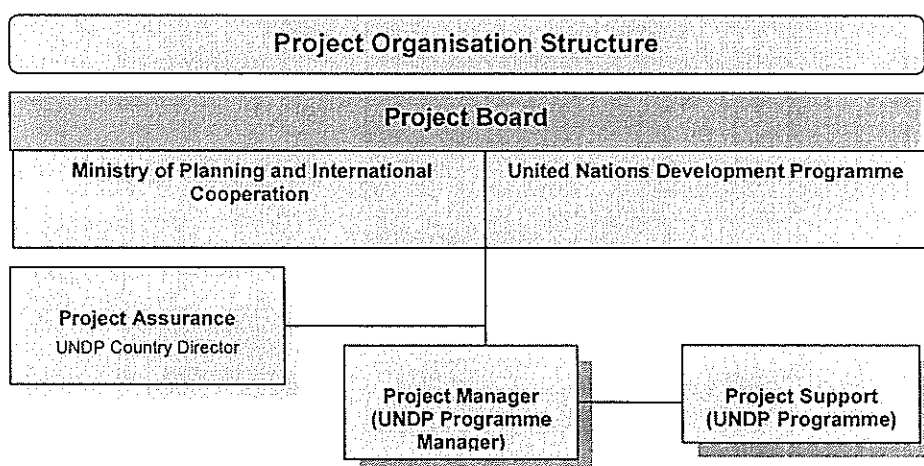 Project Organisation Structure
Project Board
Ministry of Planning and International
Cooperation
United Nations Development Programme
Project Assurance
UNDP Country Director
Project Manager
(UNDP Programme
Manager)
Project Support
(UNDP Programme)